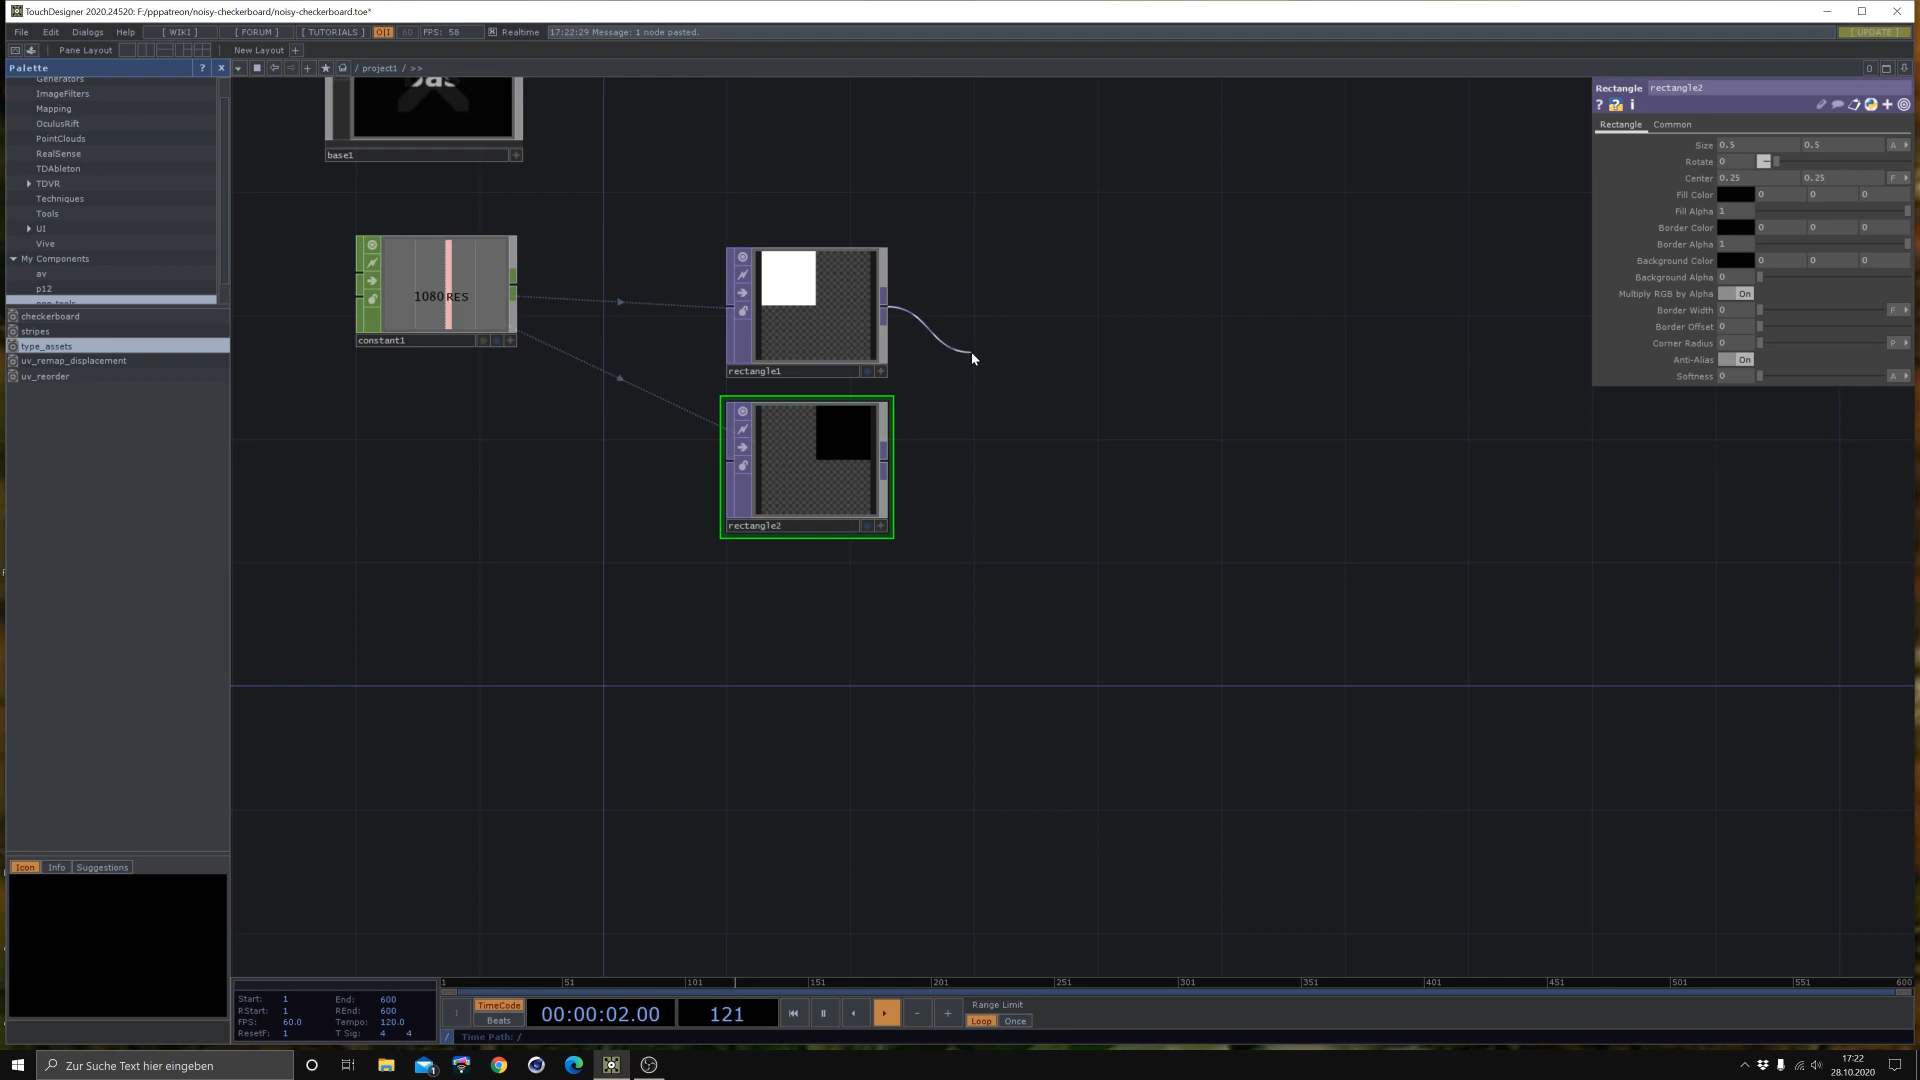 TouchDesigner 2020.24520: F:/pppatreon/noisy-checkerboard/noisy-checkerboard.toe*
File Edit Dialogs Help [ WIKI ] [ FORUM ] [ TUTORIALS ] O|I 60 FPS: 58 Realtime 17:22:29 Message: 1 node pasted. [ UPDATE ]
Pane Layout New Layout +
Palette ? x / project1 / >> 0
Generators
ImageFilters
Mapping
OculusRift
PointClouds
RealSense
TDAbleton
TDVR
Techniques
Tools
UI
Vive
My Components
av
p12
checkerboard
stripes
type_assets
uv_remap_displacement
uv_reorder
Icon Info Suggestions
base1
1080 RES
constant1
rectangle1
rectangle2
Rectangle rectangle2
? ? i
Rectangle Common
Size 0.5 0.5 A
Rotate 0
Center 0.25 0.25 F
Fill Color 0 0 0
Fill Alpha 1
Border Color 0 0 0
Border Alpha 1
Background Color 0 0 0
Background Alpha 0
Multiply RGB by Alpha On
Border Width 0 F
Border Offset 0
Corner Radius 0 P
Anti-Alias On
Softness 0 A
1 51 101 151 201 251 301 351 401 451 501 551 600
Start: 1 End: 600
RStart: 1 REnd: 600
FPS: 60.0 Tempo: 120.0
ResetF: 1 T Sig: 4 4
TimeCode
Beats
00:00:02.00 121
Range Limit
Loop Once
/ Time Path: /
Zur Suche Text hier eingeben
1
17:22
28.10.2020